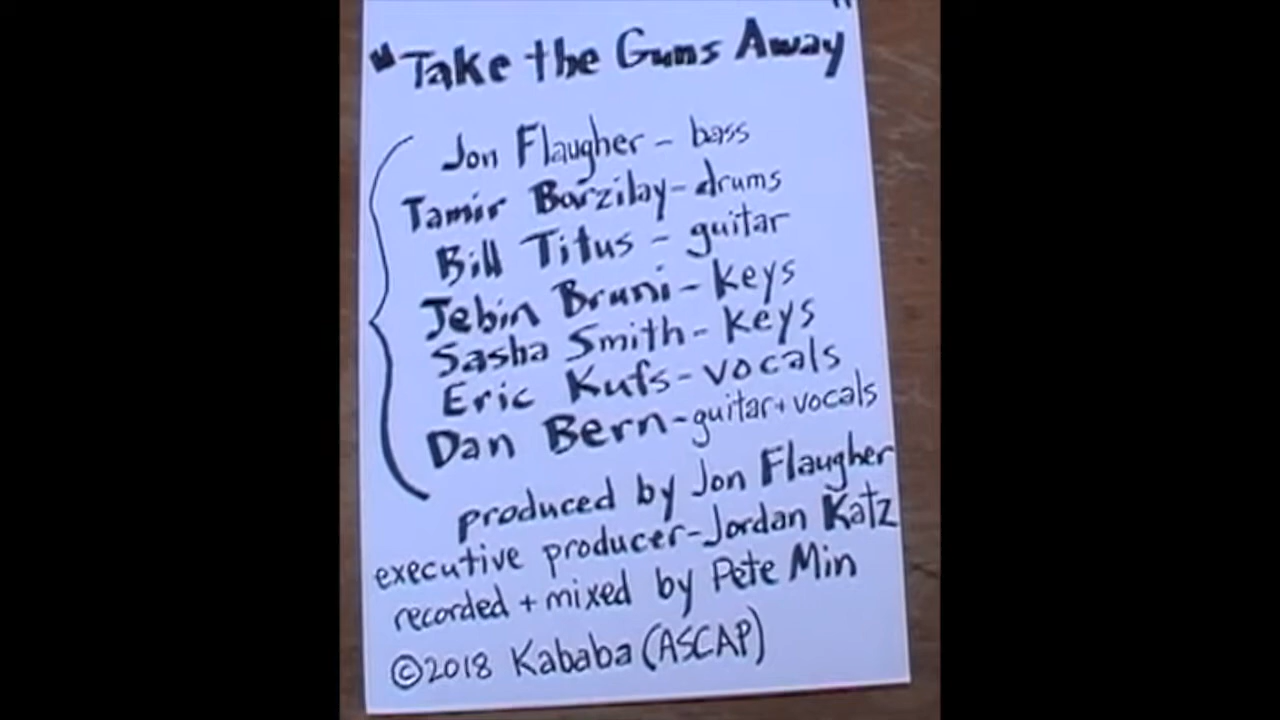 "Take the Guns Away"
Jon Flaugher - bass
Tamir Barzilay - drums
Bill Titus - guitar
Jebin Bruni - keys
Sasha Smith - keys
Eric Kufs - vocals
Dan Bern - guitar + vocals
produced by Jon Flaugher
executive producer - Jordan Katz
recorded + mixed by Pete Min
©2018 Kababa (ASCAP)